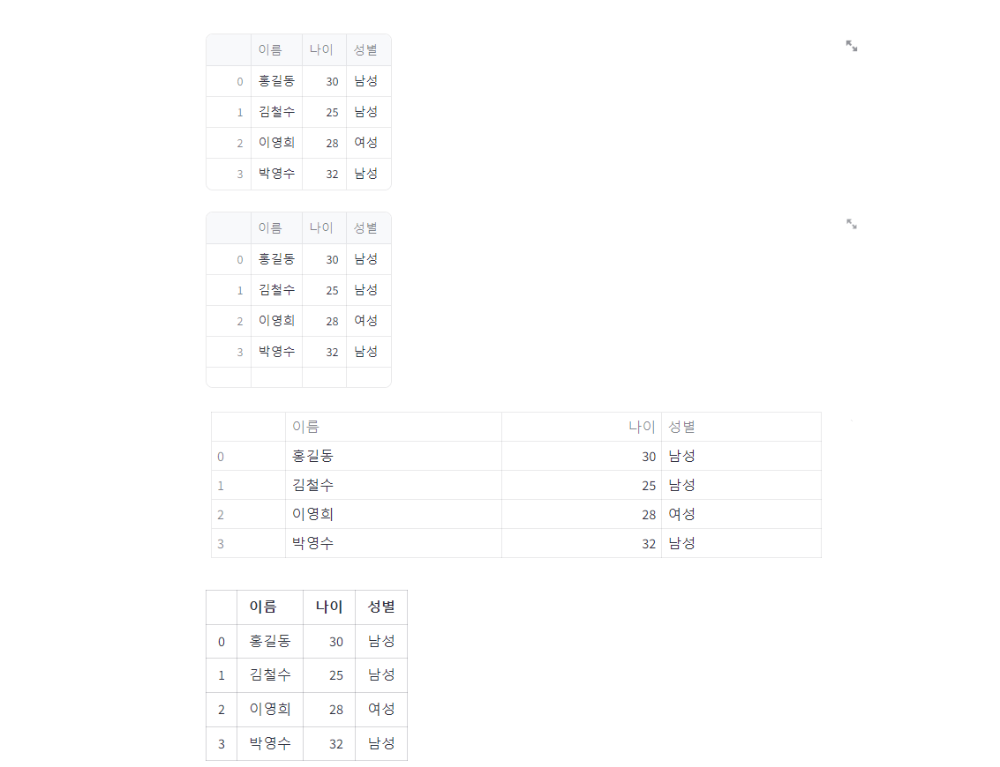 이름 나이 성별
0 홍길동 30 남성
1 김철수 25 남성
2 이영희 28 여성
3 박영수 32 남성
이름 나이 성별
0 홍길동 30 남성
1 김철수 25 남성
2 이영희 28 여성
3 박영수 32 남성
이름 나이 성별
0 홍길동 30 남성
1 김철수 25 남성
2 이영희 28 여성
3 박영수 32 남성
이름 나이 성별
0 홍길동 30 남성
1 김철수 25 남성
2 이영희 28 여성
3 박영수 32 남성